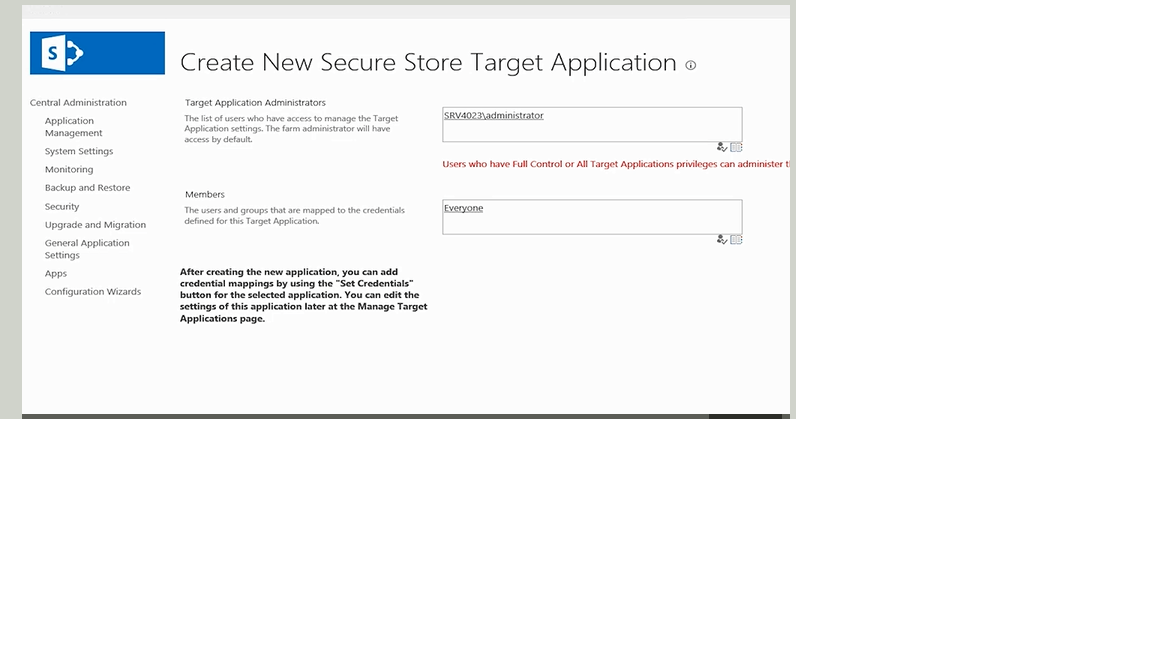 S
Create New Secure Store Target Application
Central Administration
Application
Management
System Settings
Monitoring
Backup and Restore
Security
Upgrade and Migration
General Application
Settings
Apps
Configuration Wizards
Target Application Administrators
The list of users who have access to manage the Target
Application settings. The farm administrator will have
access by default.
SRV4023\administrator
Users who have Full Control or All Target Applications privileges can administer
Members
The users and groups that are mapped to the credentials
defined for this Target Application.
Everyone
After creating the new application, you can add
credential mappings by using the "Set Credentials"
button for the selected application. You can edit the
settings of this application later at the Manage Target
Applications page.